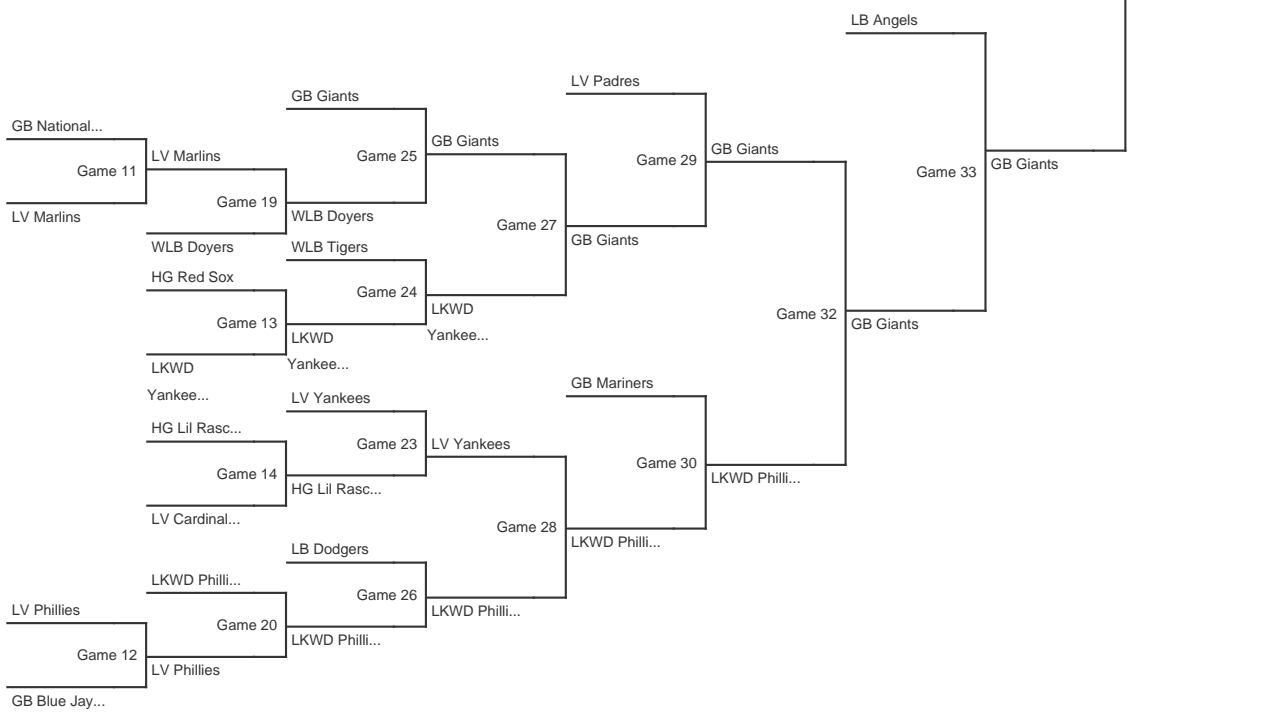 LB Angels
LV Padres
GB Giants
GB National...
GB Giants
LV Marlins
Game 25
GB Giants
Game 29
Game 11
Game 33
GB Giants
Game 19
LV Marlins
WLB Doyers
Game 27
GB Giants
WLB Doyers
WLB Tigers
HG Red Sox
Game 24
LKWD
Yankee...
Game 13
LKWD
Yankee...
Game 32
GB Giants
LKWD
Yankee...
GB Mariners
LV Yankees
HG Lil Rasc...
Game 23
LV Yankees
Game 14
Game 30
LKWD Philli...
HG Lil Rasc...
LV Cardinal...
Game 28
LKWD Philli...
LB Dodgers
LKWD Philli...
Game 26
LKWD Philli...
LV Phillies
Game 20
LKWD Philli...
Game 12
LV Phillies
GB Blue Jay...